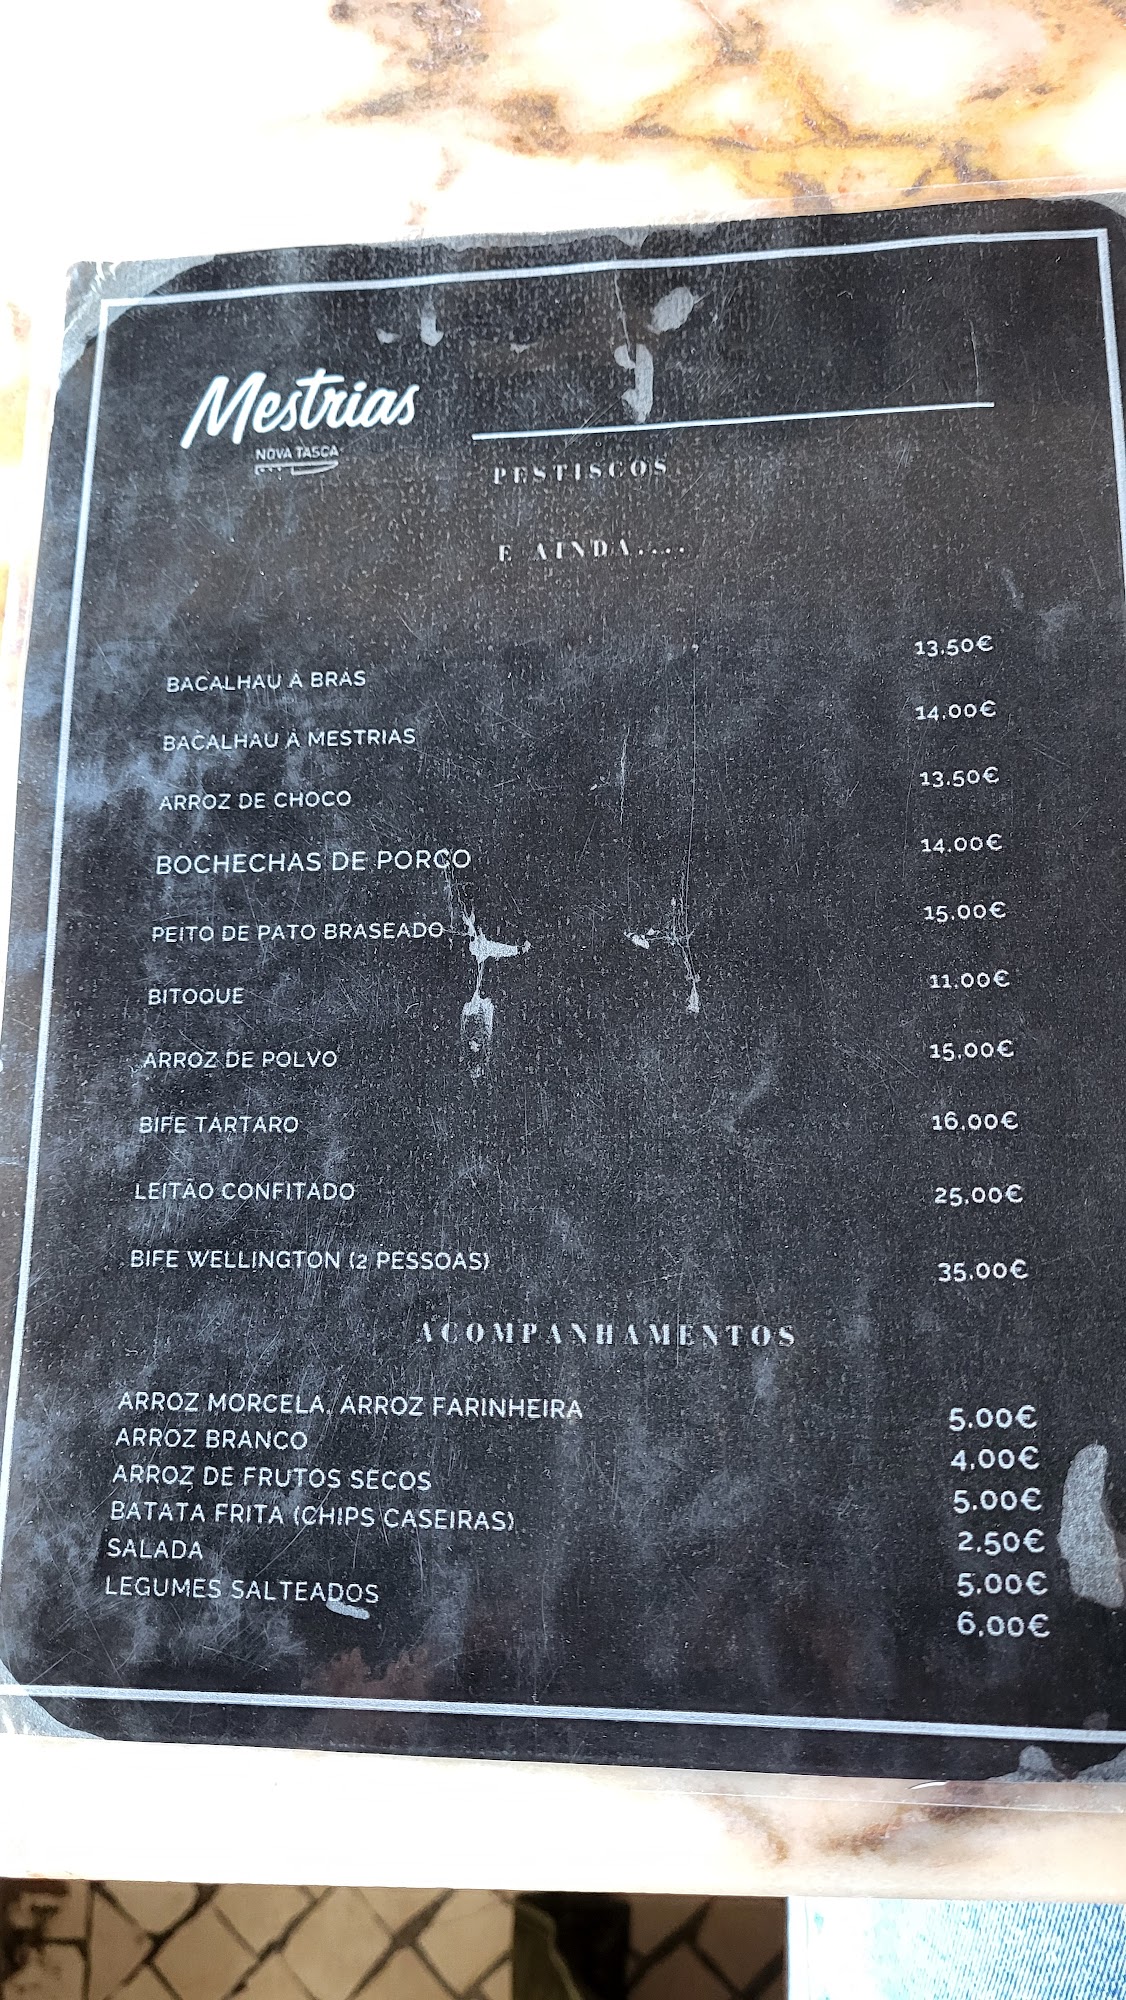 Mestrias
NOVA TASCA
PESTISCOS
E AINDA....
BACALHAU À BRÁS 13.50€
BACALHAU À MESTRIAS 14.00€
ARROZ DE CHOCO 13.50€
BOCHECHAS DE PORCO 14.00€
PEITO DE PATO BRASEADO 15.00€
BITOQUE 11.00€
ARROZ DE POLVO 15.00€
BIFE TÁRTARO 16.00€
LEITÃO CONFITADO 25,00€
BIFE WELLINGTON (2 PESSOAS) 35.00€
ACOMPANHAMENTOS
ARROZ MORCELA, ARROZ FARINHEIRA 5.00€
ARROZ BRANCO 4,00€
ARROZ DE FRUTOS SECOS 5.00€
BATATA FRITA (CHIPS CASEIRAS) 2,50€
SALADA 5,00€
LEGUMES SALTEADOS 6,00€